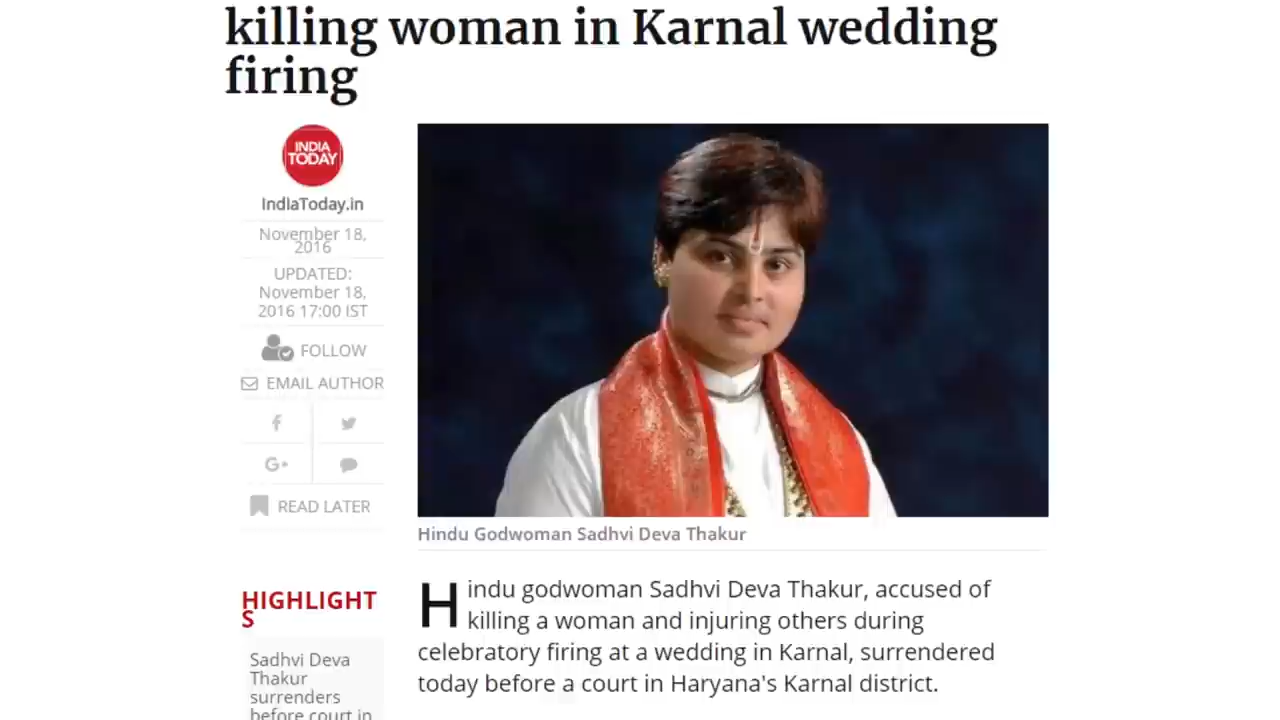 killing woman in Karnal wedding
firing
INDIA
TODAY
IndiaToday.in
November 18,
2016
UPDATED:
November 18,
2016 17:00 IST
FOLLOW
EMAIL AUTHOR
G+
READ LATER
HIGHLIGHT
S
Sadhvi Deva
Thakur
surrenders
before court in
Hindu Godwoman Sadhvi Deva Thakur
Hindu godwoman Sadhvi Deva Thakur, accused of
killing a woman and injuring others during
celebratory firing at a wedding in Karnal, surrendered
today before a court in Haryana's Karnal district.